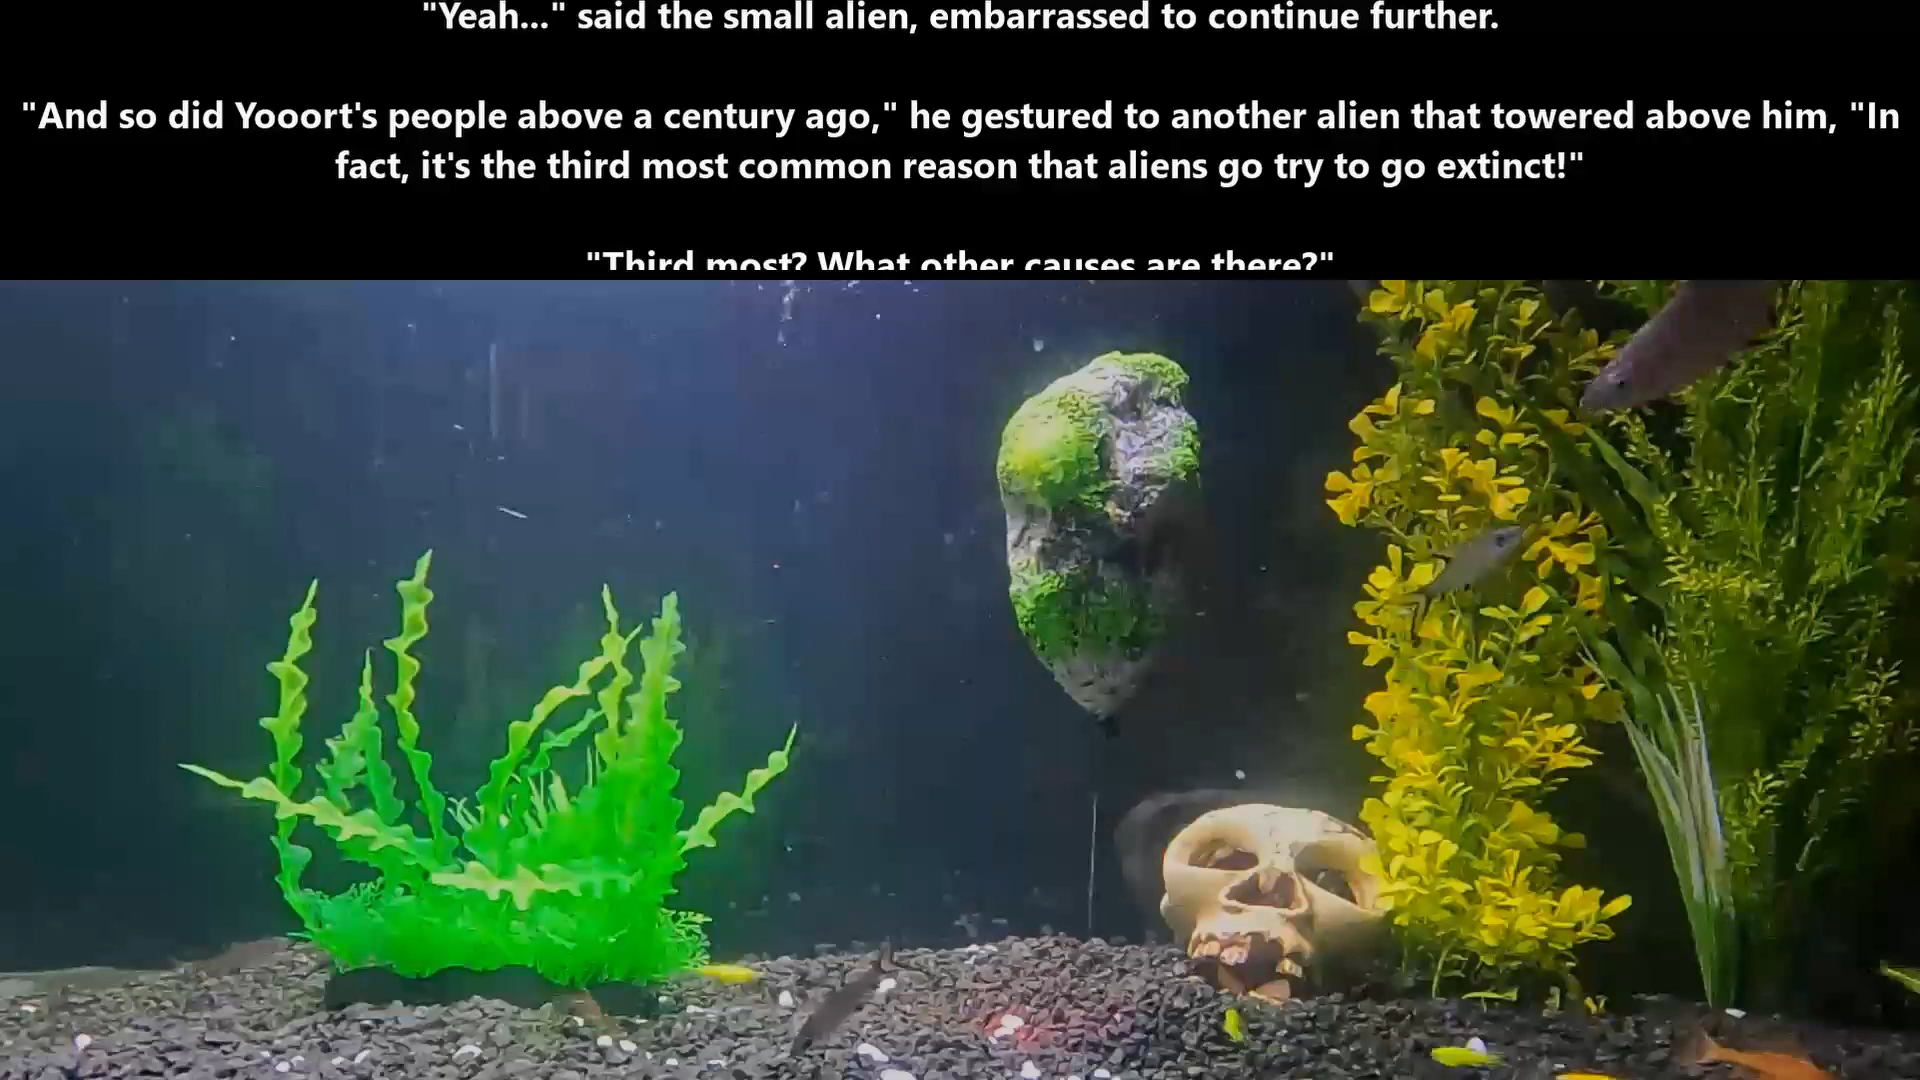 "Yeah..." said the small alien, embarrassed to continue further.
"And so did Yooort's people above a century ago," he gestured to another alien that towered above him, "In
fact, it's the third most common reason that aliens go try to go extinct!"
"Third most? What other causes are there?"